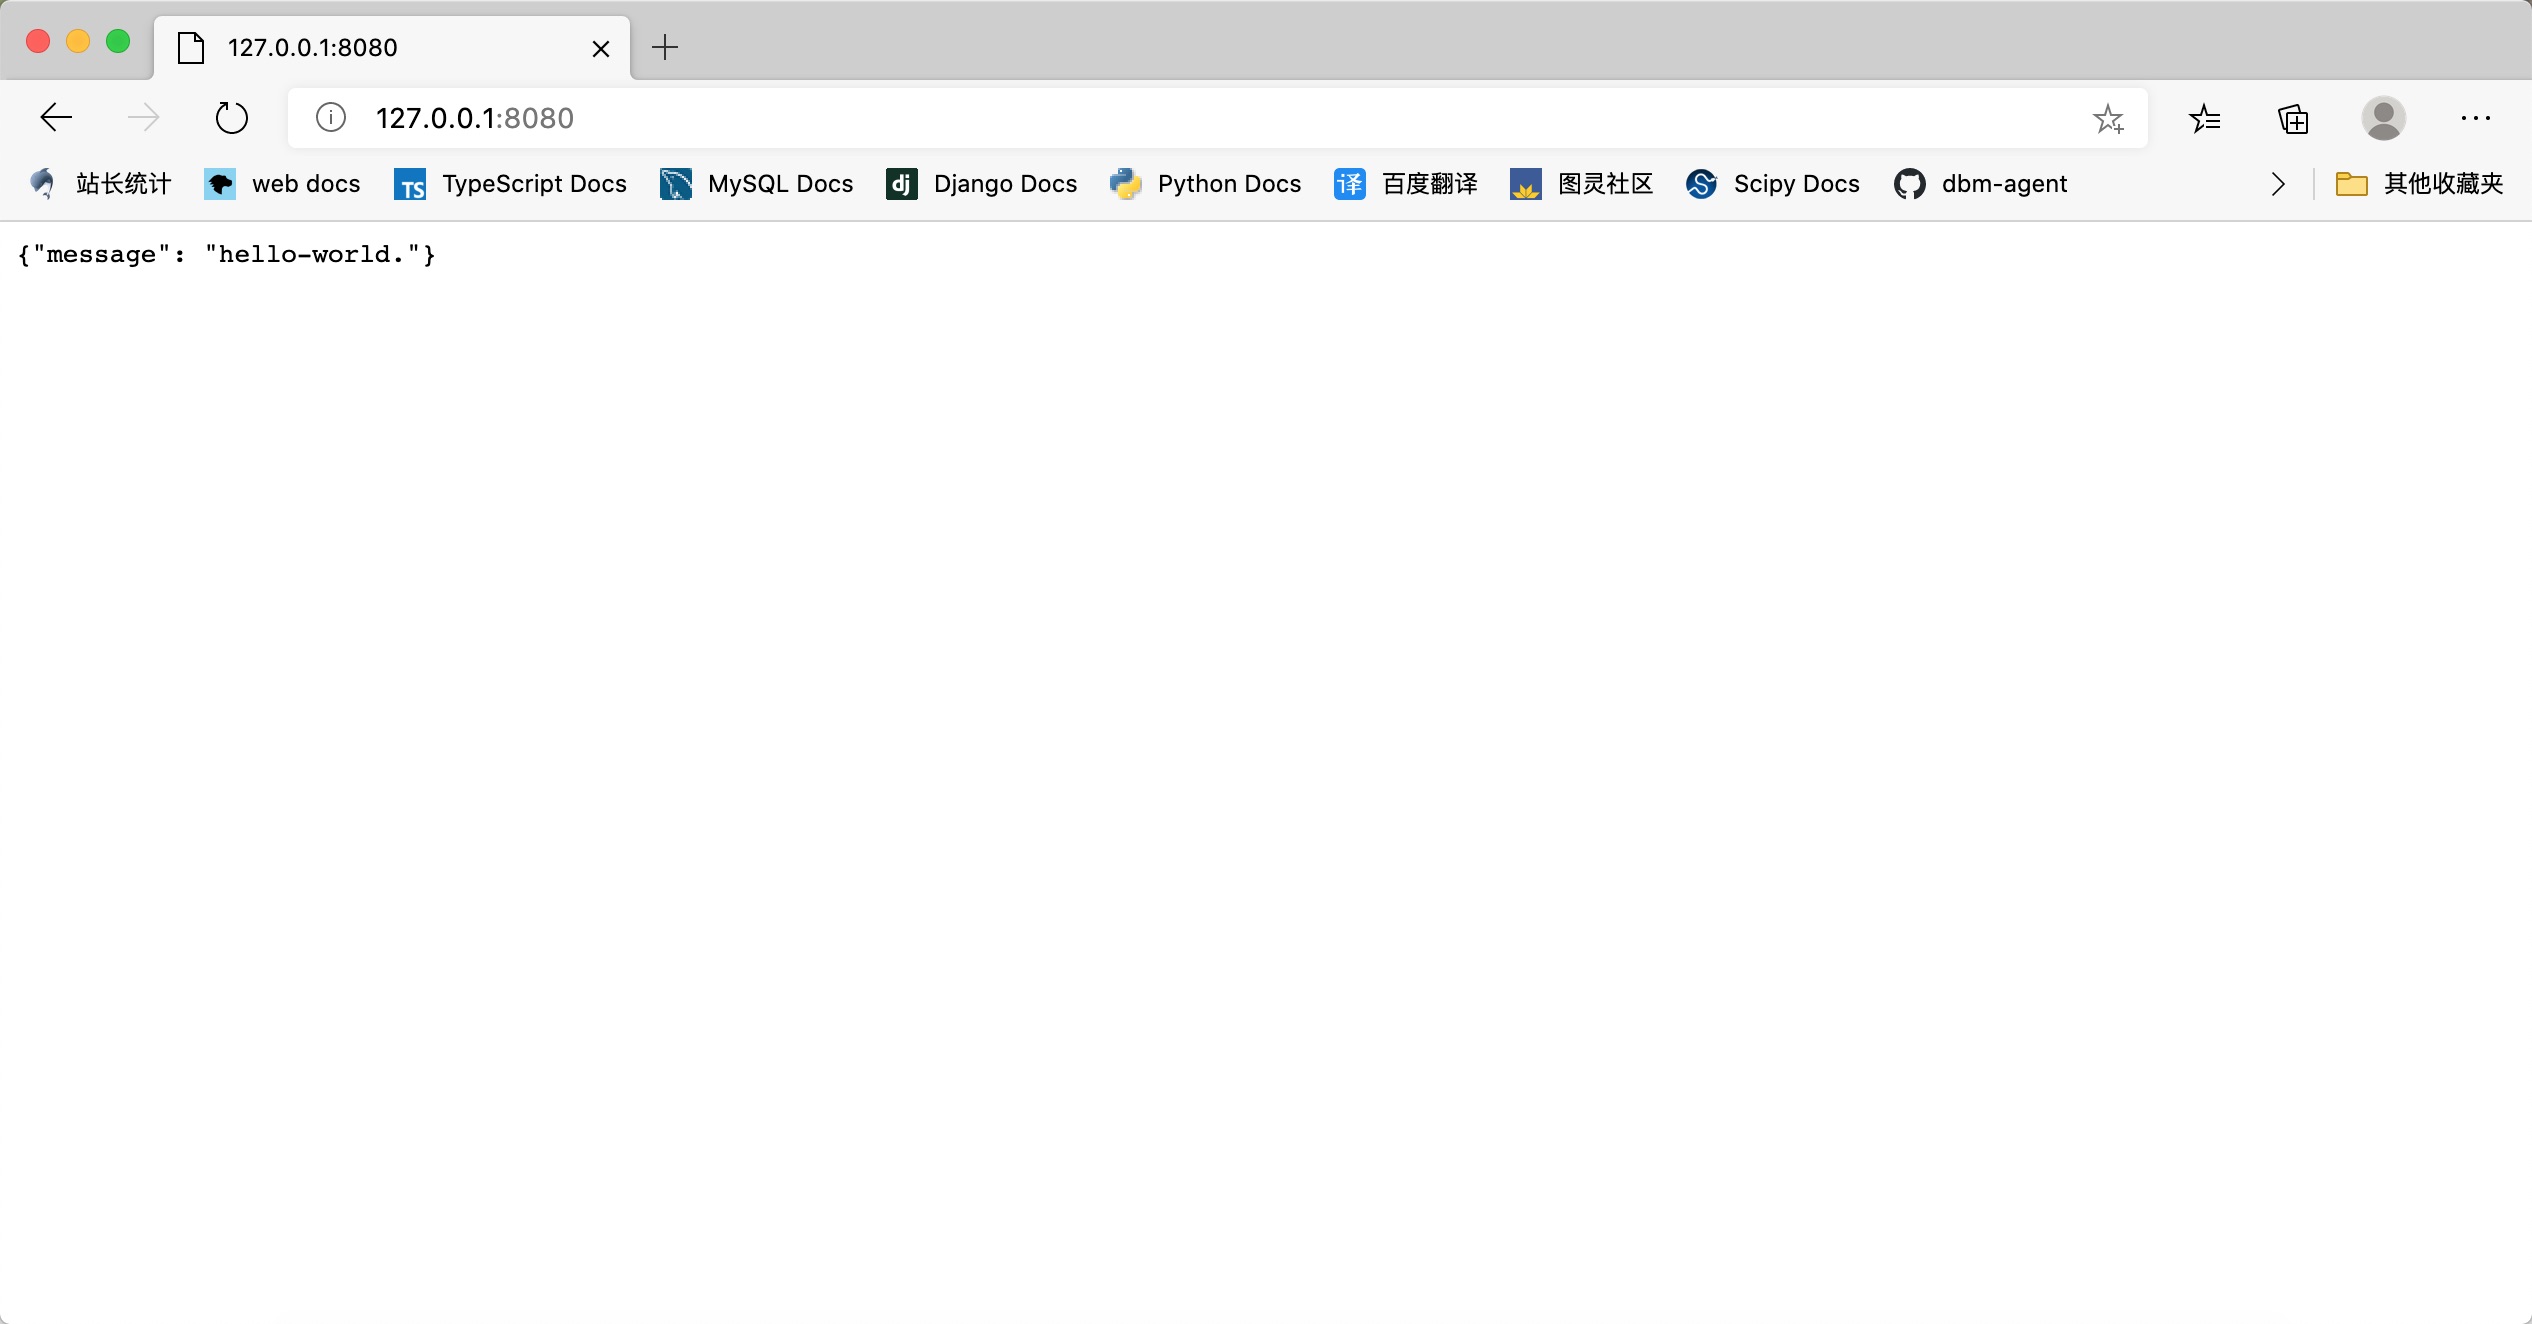 127.0.0.1:8080
127.0.0.1:8080
站长统计 web docs TS TypeScript Docs MySQL Docs dj Django Docs Python Docs 译 百度翻译 图灵社区 Scipy Docs dbm-agent 其他收藏夹
{"message": "hello-world."}